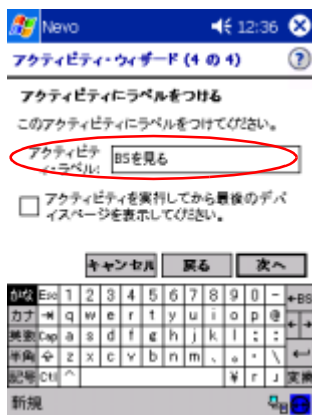 Nevo 12:36
アクティビティ・ウィザード (4 の 4) ?
アクティビティにラベルをつける
このアクティビティにラベルをつけてください。
アクティビテ
ィ・ラベル:
BSを見る
アクティビティを実行してから最後のデバ
イスページを表示してください。
キャンセル 戻る 次へ
かな Esc 1 2 3 4 5 6 7 8 9 0 - ←BS
カナ q w e r t y u i o p @
英数 Cap a s d f g h j k l ; :
半角 z x c v b n m 、 。 ・ \
記号 Ctl ^ ¥ 「 」 変換
新規